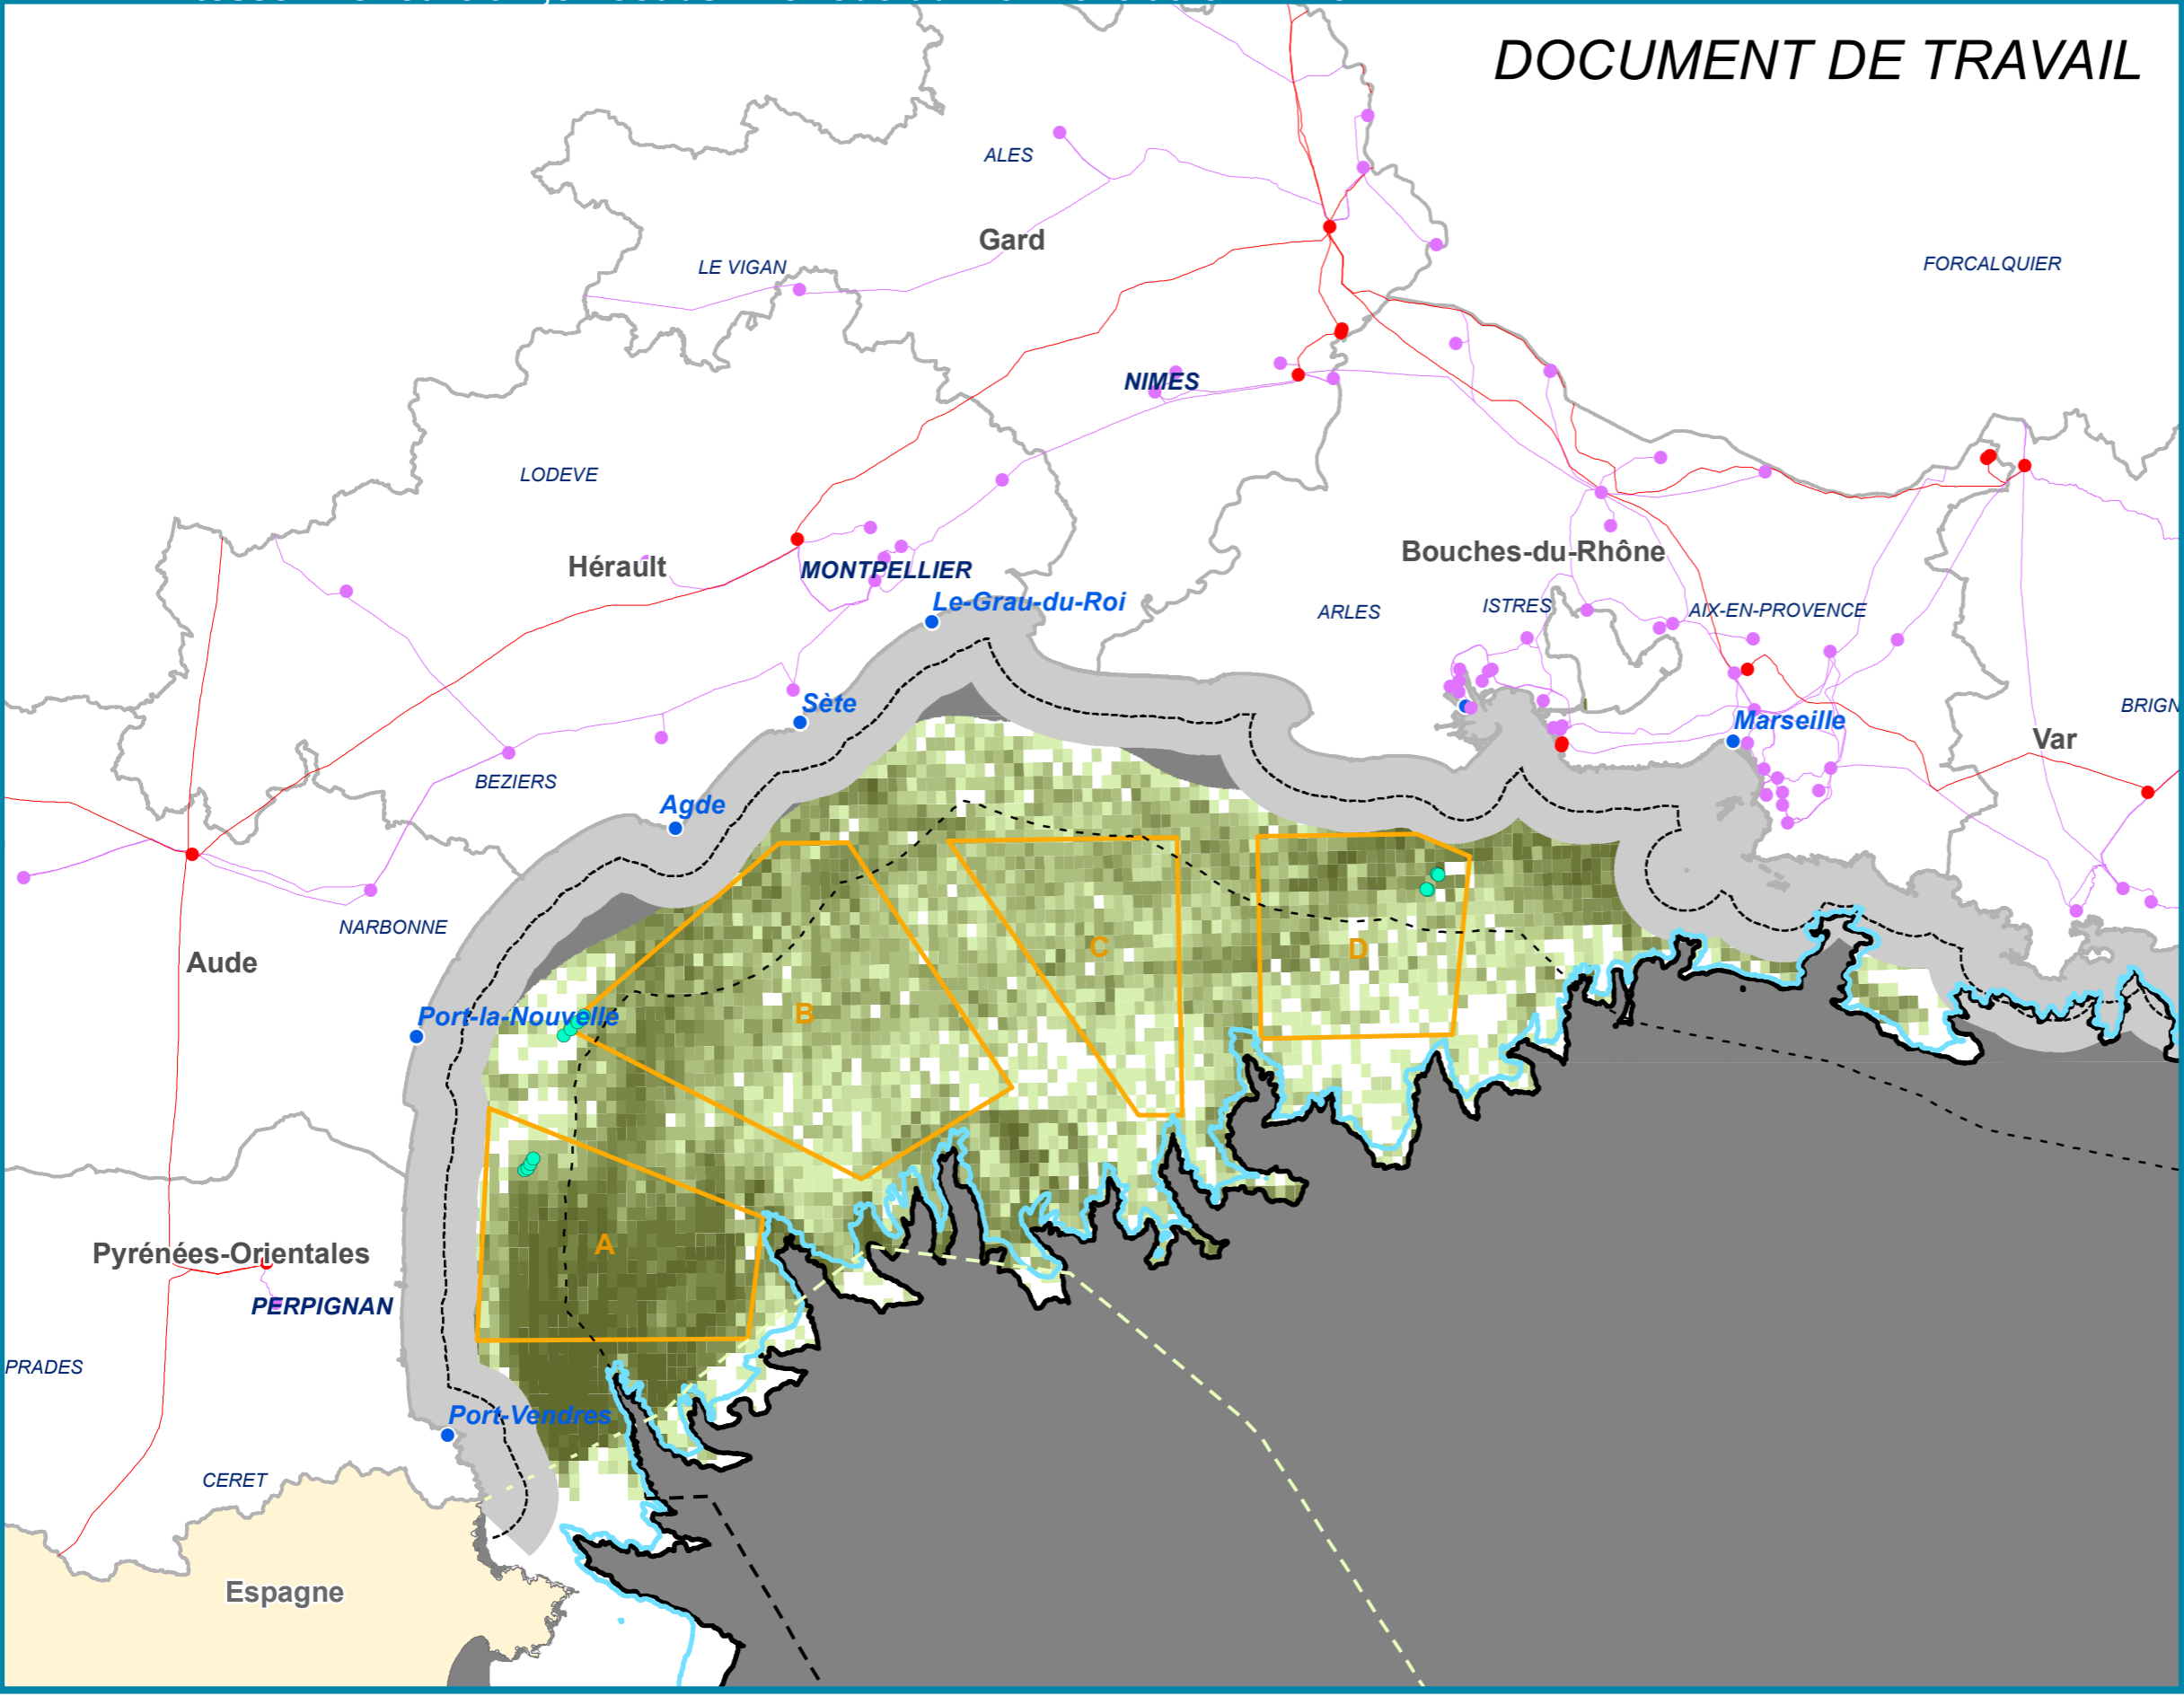 DOCUMENT DE TRAVAIL
ALES
Gard
LE VIGAN
FORCALQUIER
NIMES
LODEVE
Hérault
MONTPELLIER
Bouches-du-Rhône
Le-Grau-du-Roi
ARLES
ISTRES
AIX-EN-PROVENCE
Sète
Marseille
BRIGN
Var
BEZIERS
Agde
NARBONNE
Aude
C
D
Port-la-Nouvelle
B
A
Pyrénées-Orientales
PERPIGNAN
PRADES
Port-Vendres
CERET
Espagne